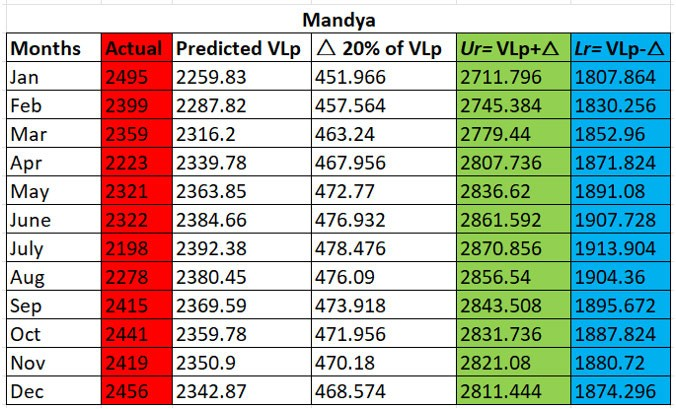 Mandya
Months Actual Predicted VLp △ 20% of VLp Ur= VLp+△ Lr= VLp-△
Jan 2495 2259.83 451.966 2711.796 1807.864
Feb 2399 2287.82 457.564 2745.384 1830.256
Mar 2359 2316.2 463.24 2779.44 1852.96
Apr 2223 2339.78 467.956 2807.736 1871.824
May 2321 2363.85 472.77 2836.62 1891.08
June 2322 2384.66 476.932 2861.592 1907.728
July 2198 2392.38 478.476 2870.856 1913.904
Aug 2278 2380.45 476.09 2856.54 1904.36
Sep 2415 2369.59 473.918 2843.508 1895.672
Oct 2441 2359.78 471.956 2831.736 1887.824
Nov 2419 2350.9 470.18 2821.08 1880.72
Dec 2456 2342.87 468.574 2811.444 1874.296